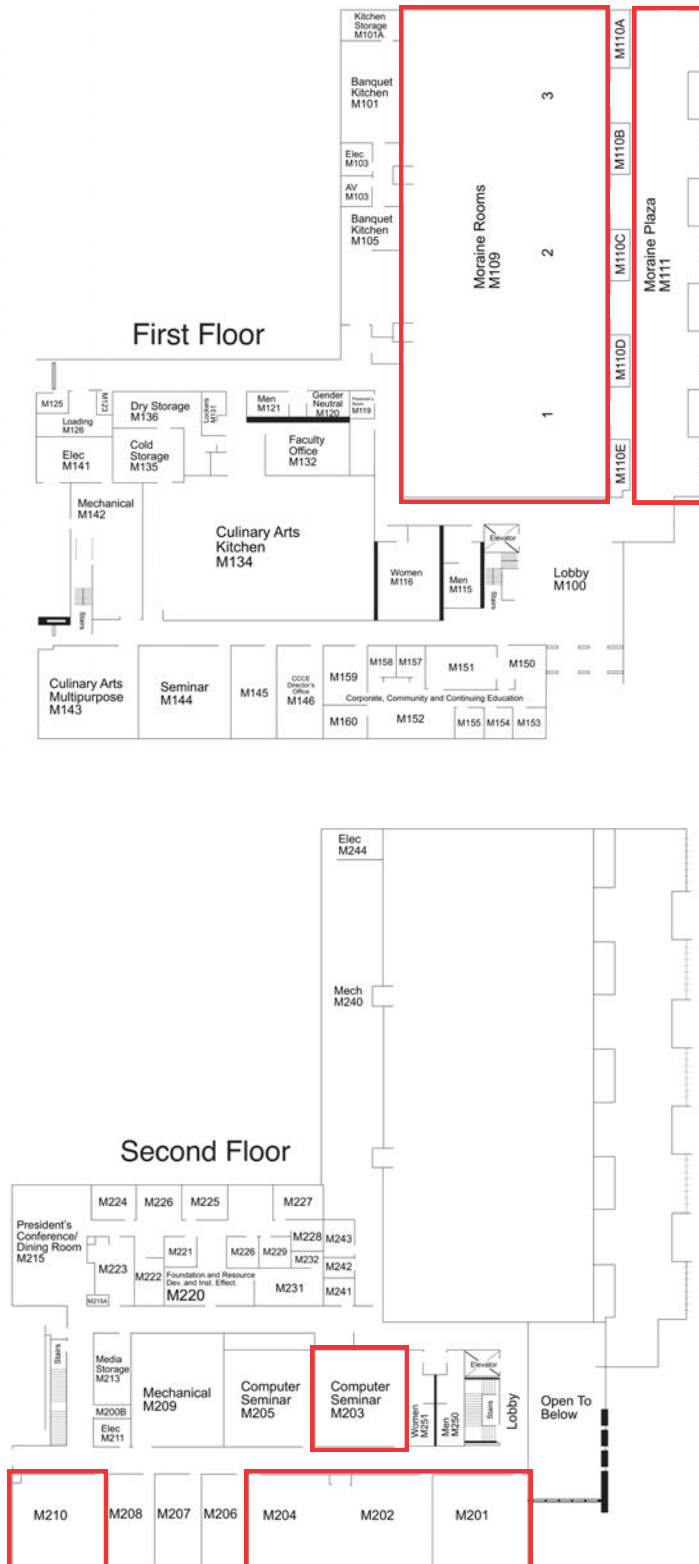 Kitchen
Storage
M101A
Banquet
Kitchen
M101
Elec
M103
AV
M103
Banquet
Kitchen
M105
3
Moraine Rooms
M109
2
1
M110A
M110B
M110C
M110D
M110E
Moraine Plaza
M111
First Floor
M125
M123
Loading
M126
Elec
M141
Dry Storage
M136
Lockers
M131
Cold
Storage
M135
Men
M121
Gender
Neutral
M120
Presenter's
Room
M119
Faculty
Office
M132
Mechanical
M142
Culinary Arts
Kitchen
M134
Stairs
Women
M116
Men
M115
Elevator
Stairs
Lobby
M100
Culinary Arts
Multipurpose
M143
Seminar
M144
M145
CCCE
Director's
Office
M146
M159
M158
M157
M151
M150
Corporate, Community and Continuing Education
M160
M152
M155
M154
M153
Elec
M244
Mech
M240
Second Floor
President's
Conference/
Dining Room
M215
M224
M226
M225
M227
M223
M222
M221
M226
M229
M228
M232
M243
M242
M241
Foundation and Resource
Dev. and Inst. Effect.
M220
M231
M215A
Stairs
Media
Storage
M213
M200B
Elec
M211
Mechanical
M209
Computer
Seminar
M205
Computer
Seminar
M203
Women
M251
Men
M250
Elevator
Stairs
Lobby
Open To
Below
M210
M208
M207
M206
M204
M202
M201